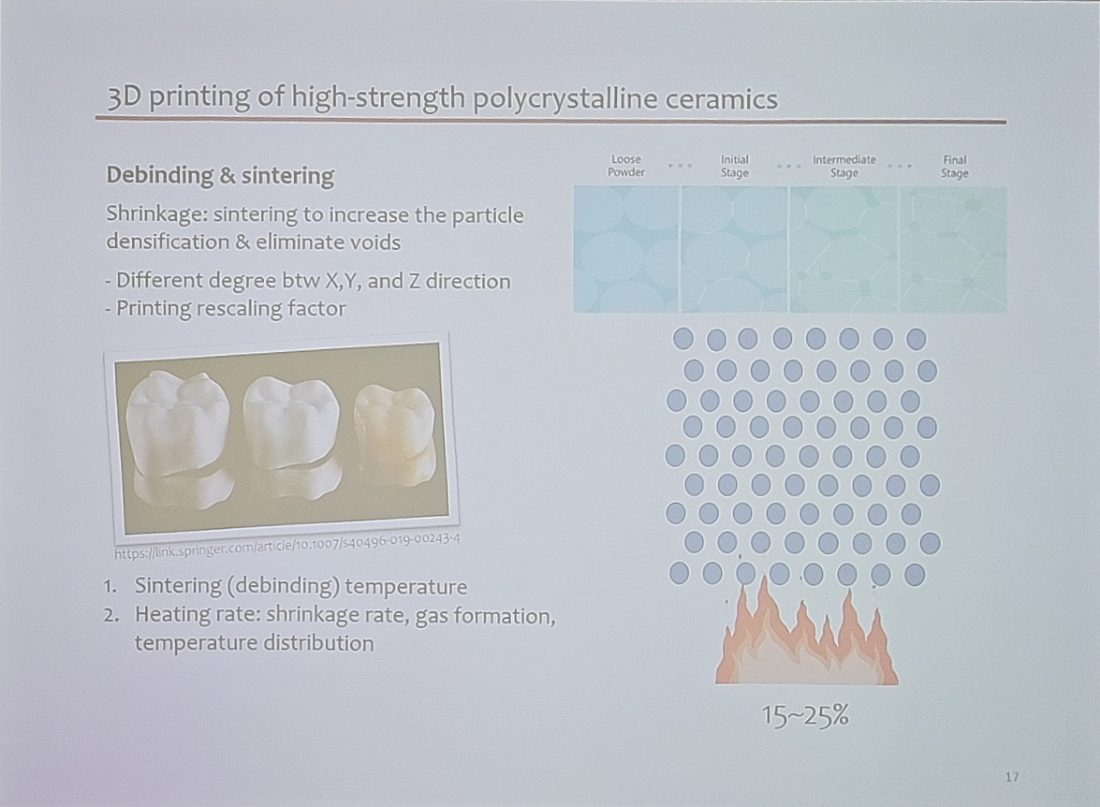 3D printing of high-strength polycrystalline ceramics
Debinding & sintering
Shrinkage: sintering to increase the particle
densification & eliminate voids
- Different degree btw X,Y, and Z direction
- Printing rescaling factor
https://link.springer.com/article/10.1007/s40496-019-00243-4
1. Sintering (debinding) temperature
2. Heating rate: shrinkage rate, gas formation,
temperature distribution
Loose
Powder
Initial
Stage
Intermediate
Stage
Final
Stage
15~25%
17